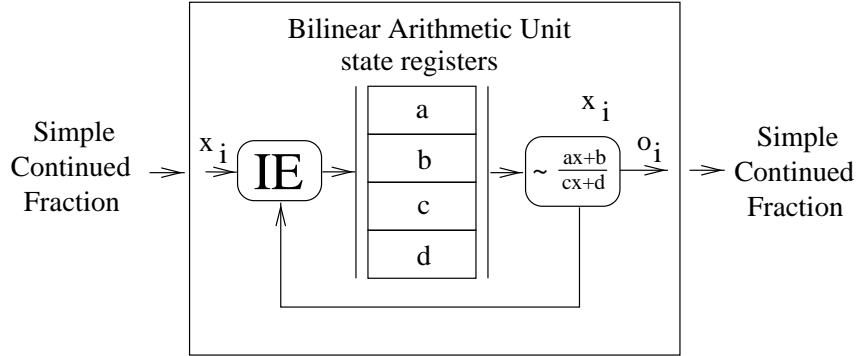 Bilinear Arithmetic Unit
state registers
Simple
Continued
Fraction
x i
IE
a
b
c
d
x i
~ ax+b
cx+d
o i
Simple
Continued
Fraction